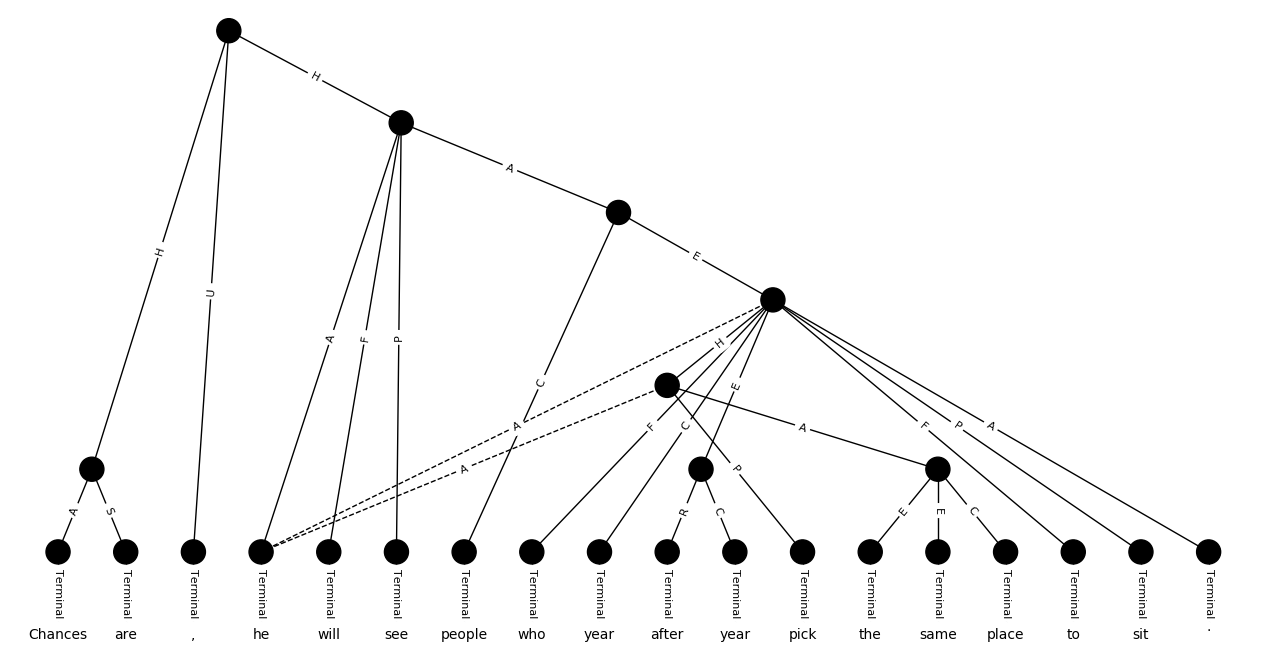 H
H
A
E
H
U
A
F
P
C
A
A
H
E
F
C
P
A
F
P
A
A
S
R
C
E
E
C
Terminal Terminal Terminal Terminal Terminal Terminal Terminal Terminal Terminal Terminal Terminal Terminal Terminal Terminal Terminal Terminal Terminal Terminal
Chances are , he will see people who year after year pick the same place to sit .